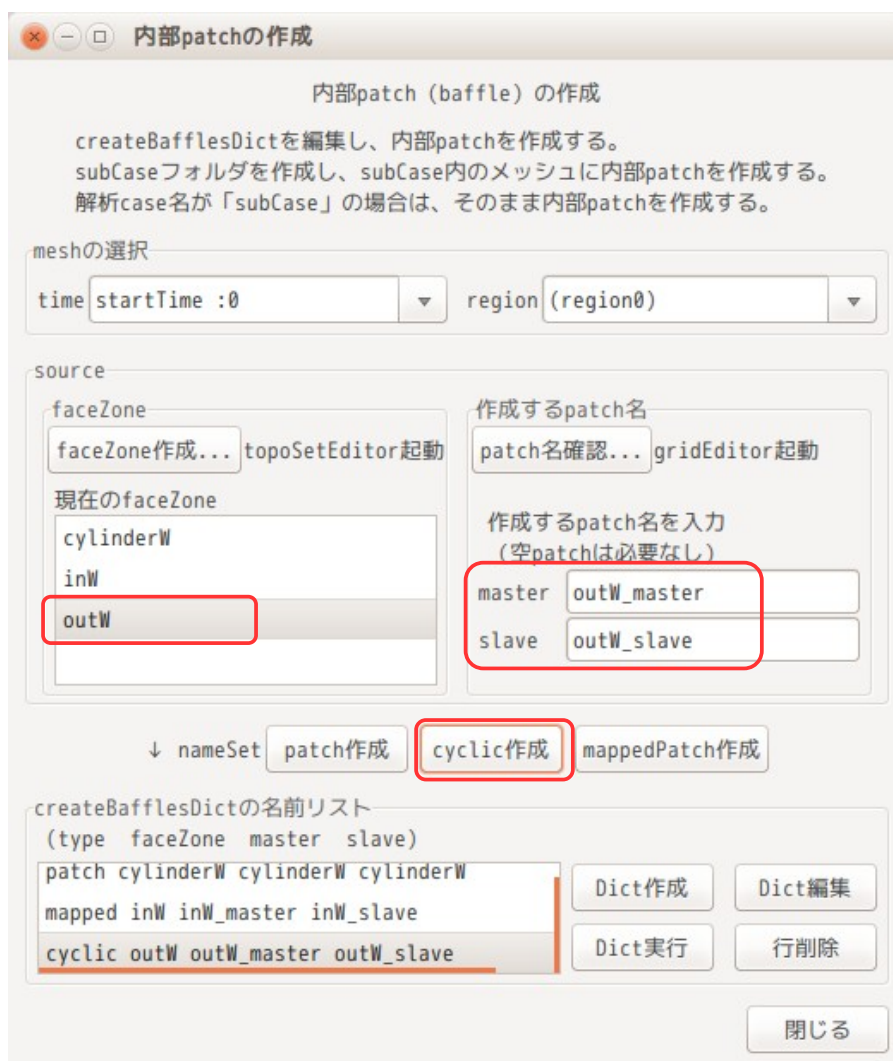 内部patchの作成
内部patch (baffle) の作成
createBafflesDictを編集し、内部patchを作成する。
subCaseフォルダを作成し、subCase内のメッシュに内部patchを作成する。
解析case名が「subCase」の場合は、そのまま内部patchを作成する。
meshの選択
time startTime :0 region (region0)
source
faceZone
faceZone作成... topoSetEditor起動
現在のfaceZone
cylinderW
inW
outW
作成するpatch名
patch名確認... gridEditor起動
作成するpatch名を入力
（空patchは必要なし）
master outW_master
slave outW_slave
↓ nameSet patch作成 cyclic作成 mappedPatch作成
createBafflesDictの名前リスト
(type faceZone master slave)
patch cylinderW cylinderW cylinderW
mapped inW inW_master inW_slave
cyclic outW outW_master outW_slave
Dict作成 Dict編集
Dict実行 行削除
閉じる